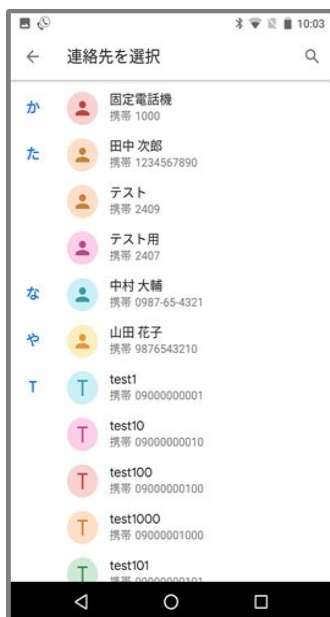 10:03
連絡先を選択
か
固定電話機
携帯 1000
た
田中 次郎
携帯 1234567890
テスト
携帯 2409
テスト用
携帯 2407
な
中村 大輔
携帯 0987-65-4321
や
山田 花子
携帯 9876543210
T
T
test1
携帯 09000000001
T
test10
携帯 09000000010
T
test100
携帯 09000000100
T
test1000
携帯 09000001000
T
test101
携帯 09000000101